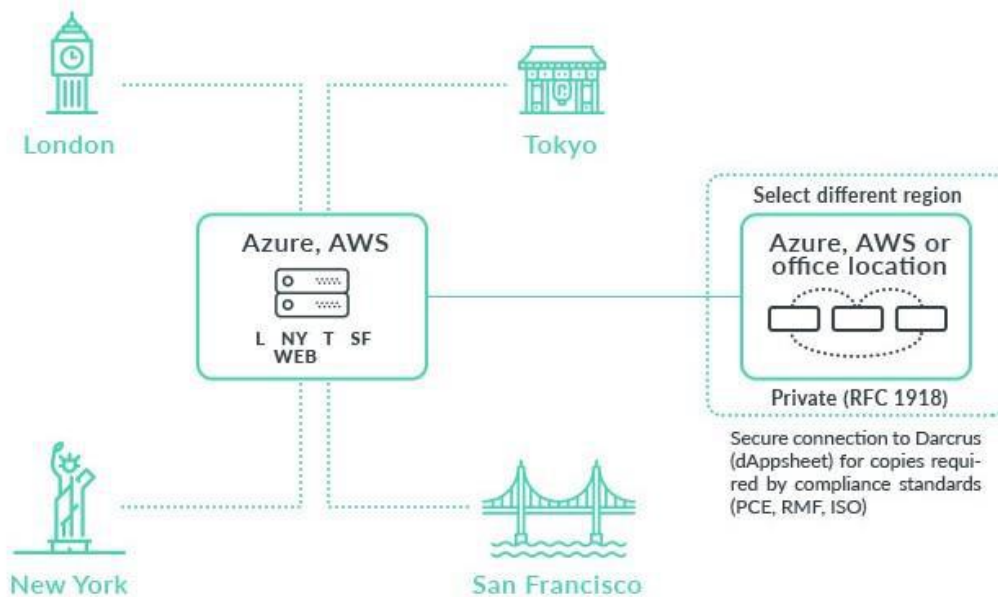 London
Tokyo
Select different region
Azure, AWS
L NY T SF
WEB
Azure, AWS or
office location
Private (RFC 1918)
Secure connection to Darcrus
(dAppsheet) for copies requi-
red by compliance standards
(PCE, RMF, ISO)
New York
San Francisco